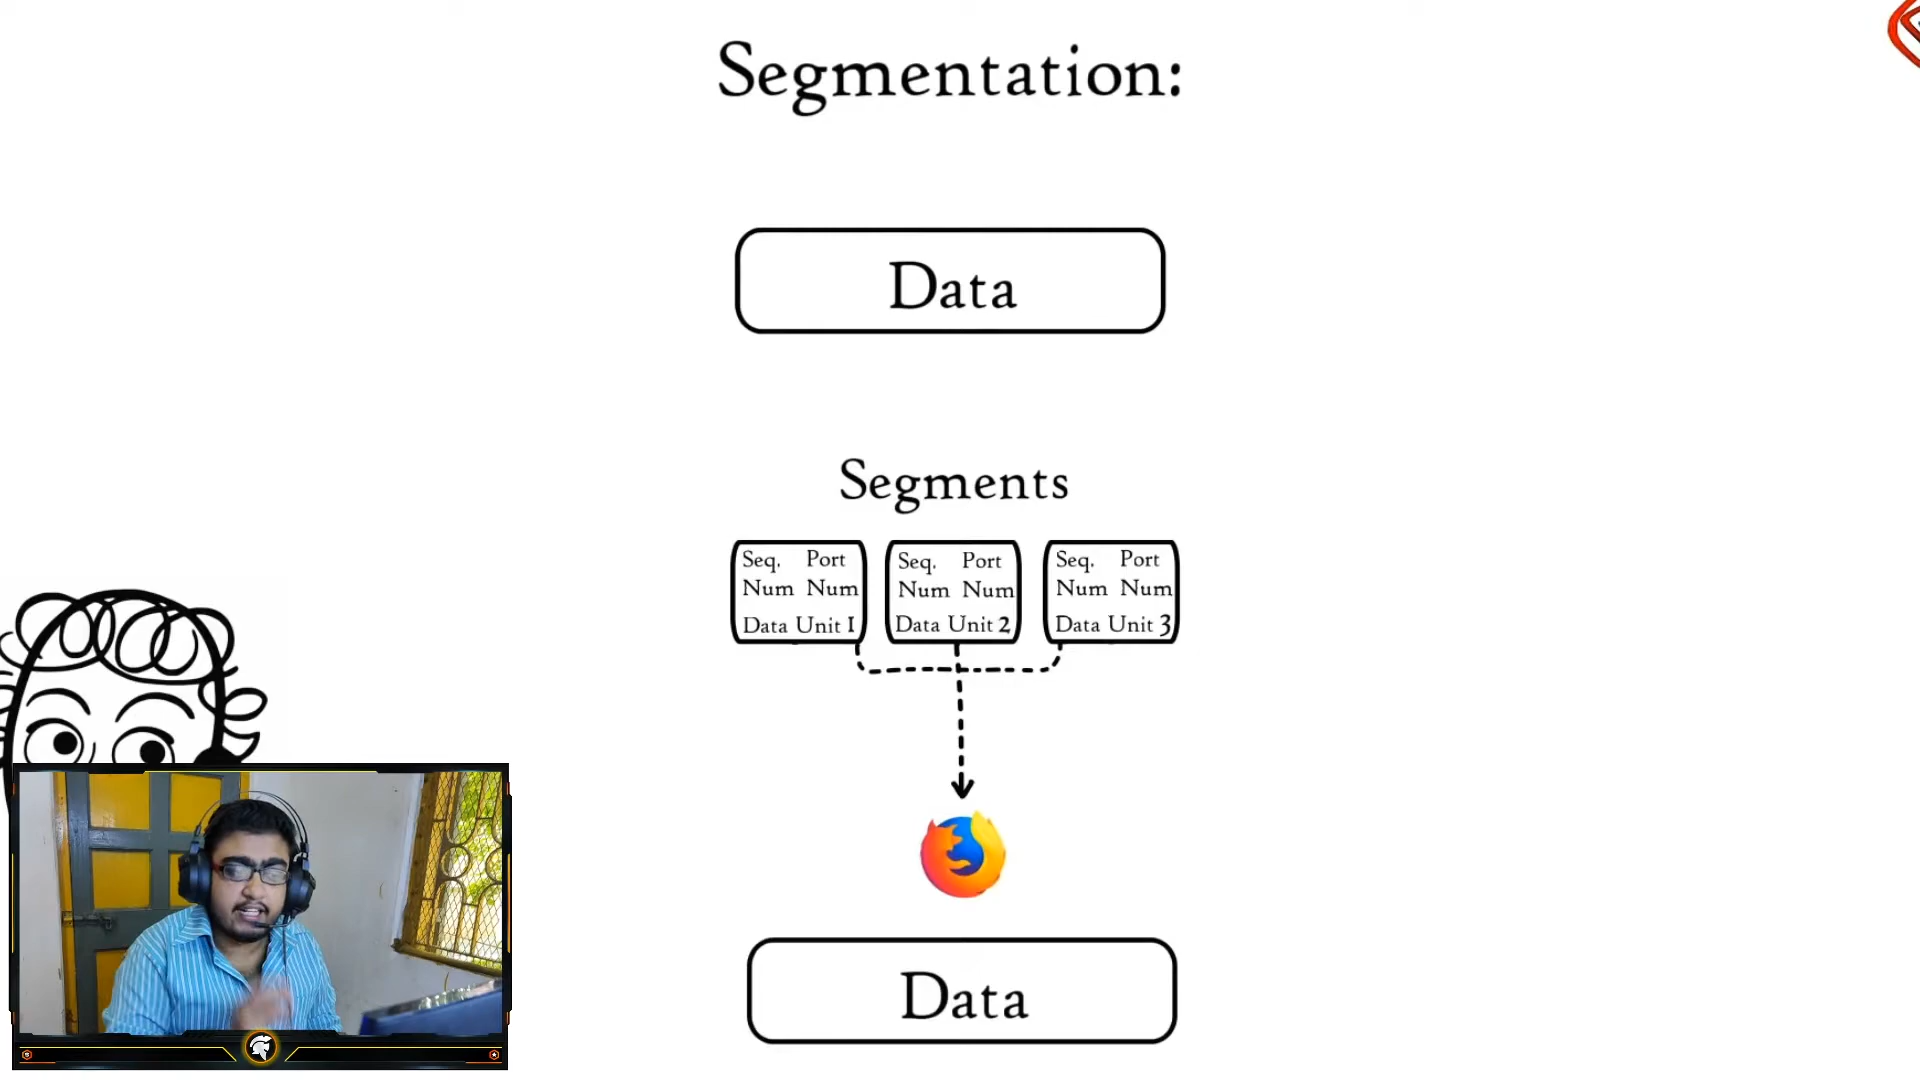 Segmentation:
Data
Segments
Seq. Port
Num Num
Data Unit 1
Seq. Port
Num Num
Data Unit 2
Seq. Port
Num Num
Data Unit 3
Data